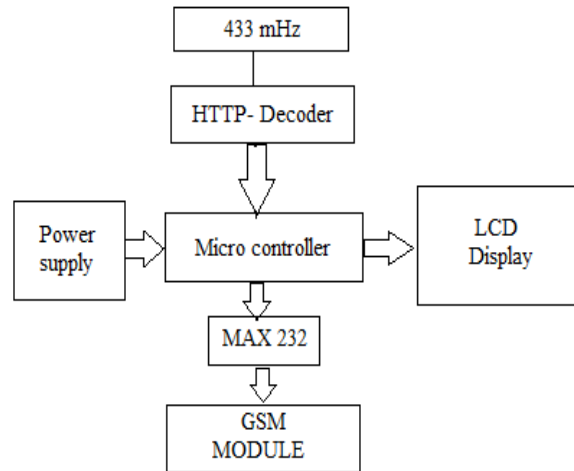 433 mHz
HTTP- Decoder
Power
supply
Micro controller
LCD
Display
MAX 232
GSM
MODULE